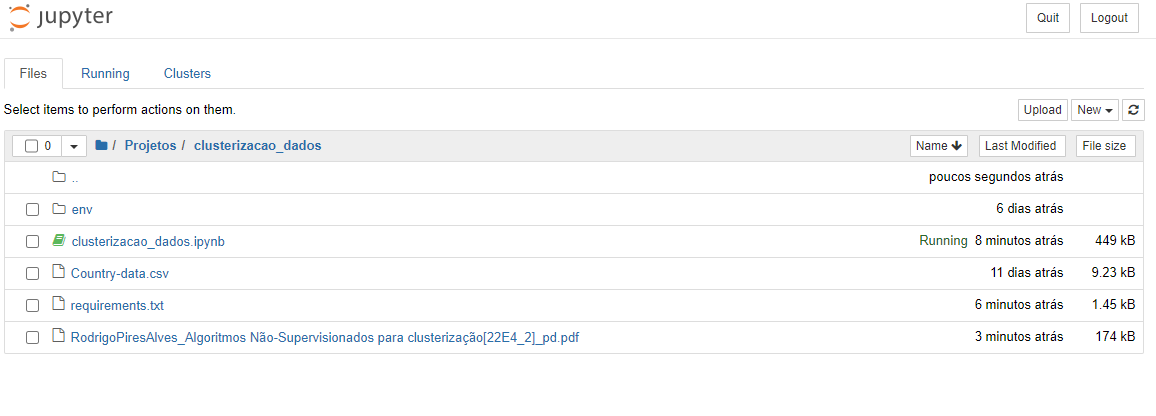 jupyter Quit Logout
Files Running Clusters
Select items to perform actions on them. Upload New
0 / Projetos / clusterizacao_dados Name Last Modified File size
.. poucos segundos atrás
env 6 dias atrás
clusterizacao_dados.ipynb Running 8 minutos atrás 449 kB
Country-data.csv 11 dias atrás 9.23 kB
requirements.txt 6 minutos atrás 1.45 kB
RodrigoPiresAlves_Algoritmos Não-Supervisionados para clusterização[22E4_2]_pd.pdf 3 minutos atrás 174 kB